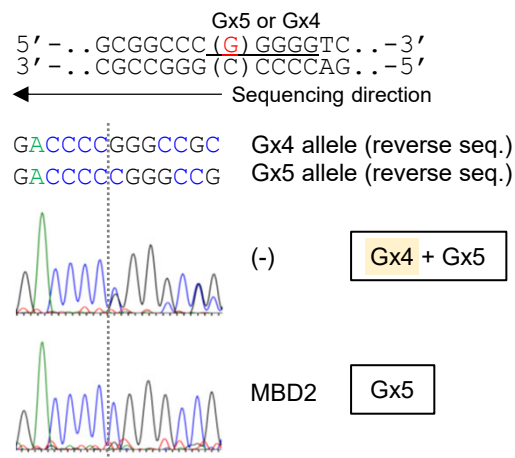 Gx5 or Gx4
5′-..GCGGCCC(G)GGGGTC..-3′
3′-..CGCCGGG(C)CCCCAG..-5′
Sequencing direction
GACCCCGGGCCGC Gx4 allele (reverse seq.)
GACCCCCGGGCCG Gx5 allele (reverse seq.)
(-) Gx4 + Gx5
MBD2 Gx5